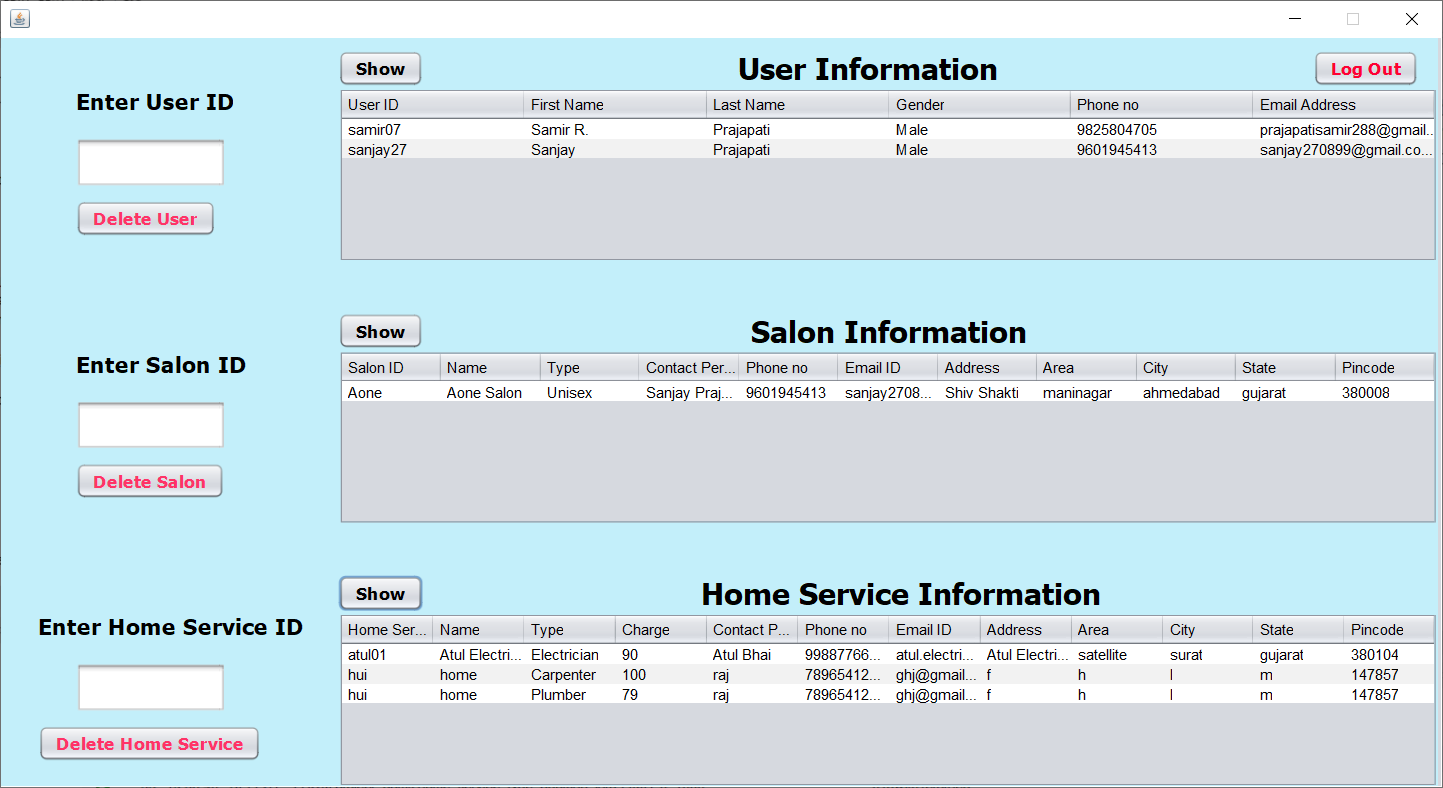 Show User Information Log Out
Enter User ID
Delete User
User ID First Name Last Name Gender Phone no Email Address
samir07 Samir R. Prajapati Male 9825804705 prajapatisamir288@gmail...
sanjay27 Sanjay Prajapati Male 9601945413 sanjay270899@gmail.co...
Show Salon Information
Enter Salon ID
Delete Salon
Salon ID Name Type Contact Per... Phone no Email ID Address Area City State Pincode
Aone Aone Salon Unisex Sanjay Praj... 9601945413 sanjay2708... Shiv Shakti maninagar ahmedabad gujarat 380008
Show Home Service Information
Enter Home Service ID
Delete Home Service
Home Ser... Name Type Charge Contact P... Phone no Email ID Address Area City State Pincode
atul01 Atul Electri... Electrician 90 Atul Bhai 99887766... atul.electri... Atul Electri... satellite surat gujarat 380104
hui home Carpenter 100 raj 78965412... ghj@gmail... f h l m 147857
hui home Plumber 79 raj 78965412... ghj@gmail... f h l m 147857